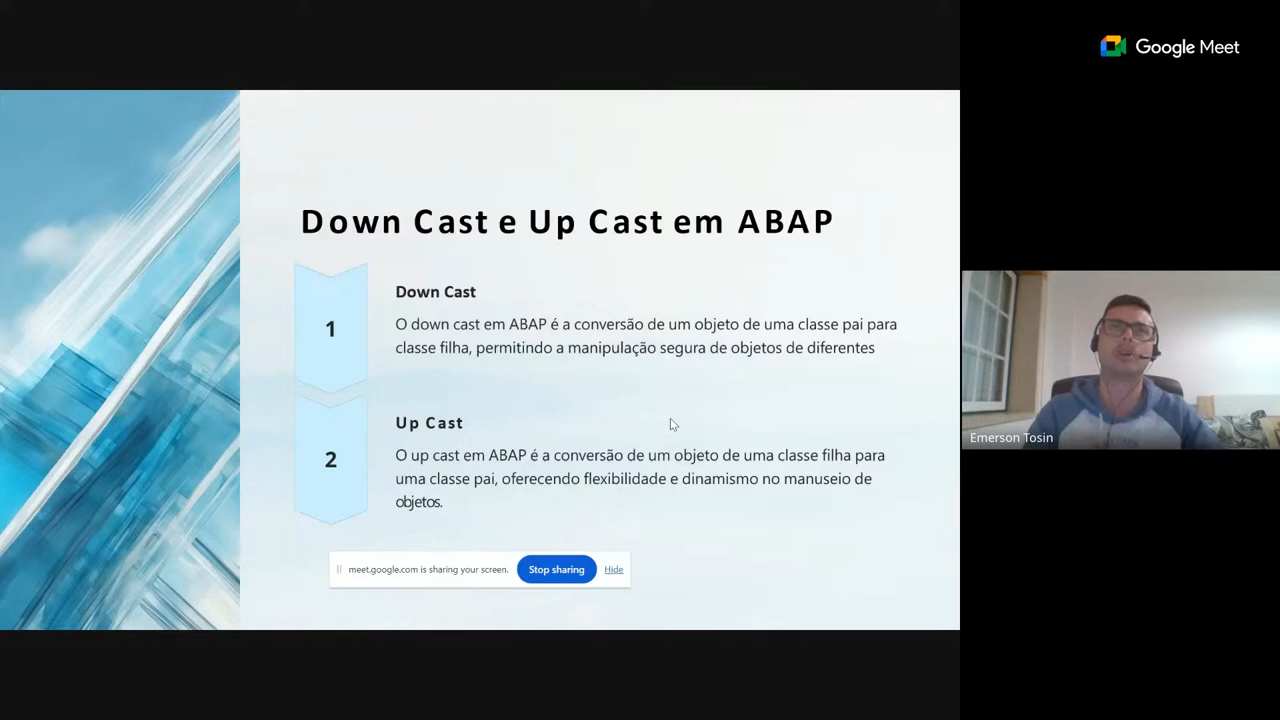 Google Meet
Down Cast e Up Cast em ABAP
1
Down Cast
O down cast em ABAP é a conversão de um objeto de uma classe pai para
classe filha, permitindo a manipulação segura de objetos de diferentes
2
Up Cast
O up cast em ABAP é a conversão de um objeto de uma classe filha para
uma classe pai, oferecendo flexibilidade e dinamismo no manuseio de
objetos.
meet.google.com is sharing your screen. Stop sharing Hide
Emerson Tosin